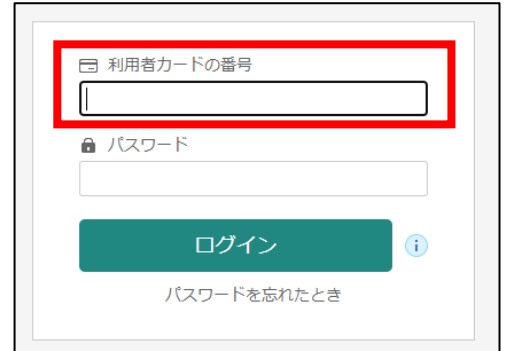 利用者カードの番号
パスワード
ログイン
i
パスワードを忘れたとき